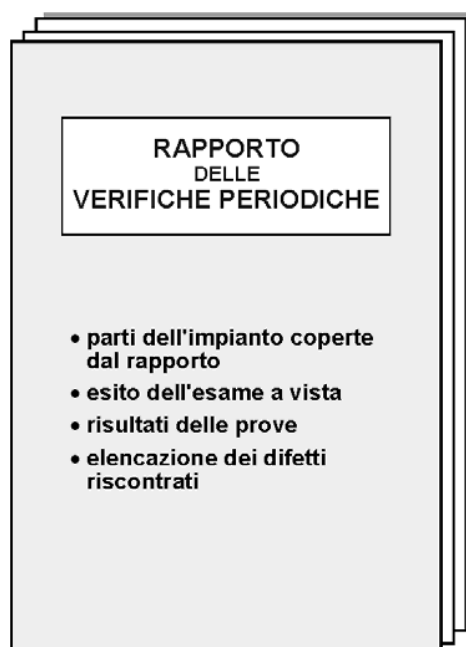 RAPPORTO
DELLE
VERIFICHE PERIODICHE
• parti dell'impianto coperte
dal rapporto
• esito dell'esame a vista
• risultati delle prove
• elencazione dei difetti
riscontrati